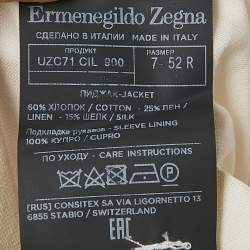 Ermenegildo Zegna
СДЕЛАНО В ИТАЛИИ / MADE IN ITALY
АРТИКУЛ
РАЗМЕР
UZC71 CIL 900
7- 52 R
ПИДЖАК-JACKET
60% ХЛОПОК / COTTON - 25% ЛЕН /
LINEN - 15% ШЕЛК / SILK
Подкладка рукавов - SLEEVE LINING
100% КУПРО / CUPRO
ПО УХОДУ - CARE INSTRUCTION
[RUS] CONSITEX SA VIA LIGORNETTO 13
6855 STABIO / SWITZERLAND
EAC